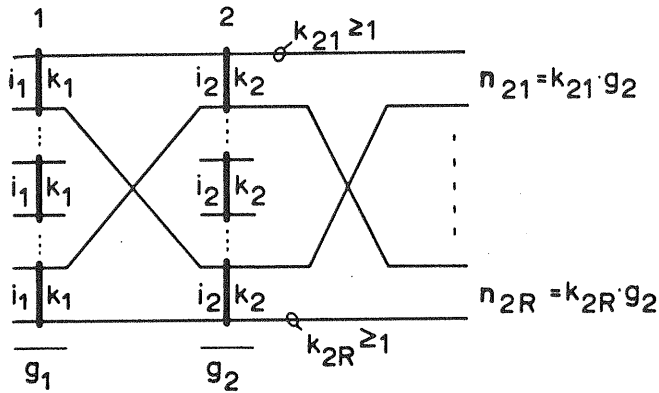 1 2
k₂₁ ≥1
i₁ k₁ i₂ k₂ n₂₁ =k₂₁·g₂
i₁ k₁ i₂ k₂
i₁ k₁ i₂ k₂ n₂R =k₂R·g₂
k₂R ≥1
g₁ g₂